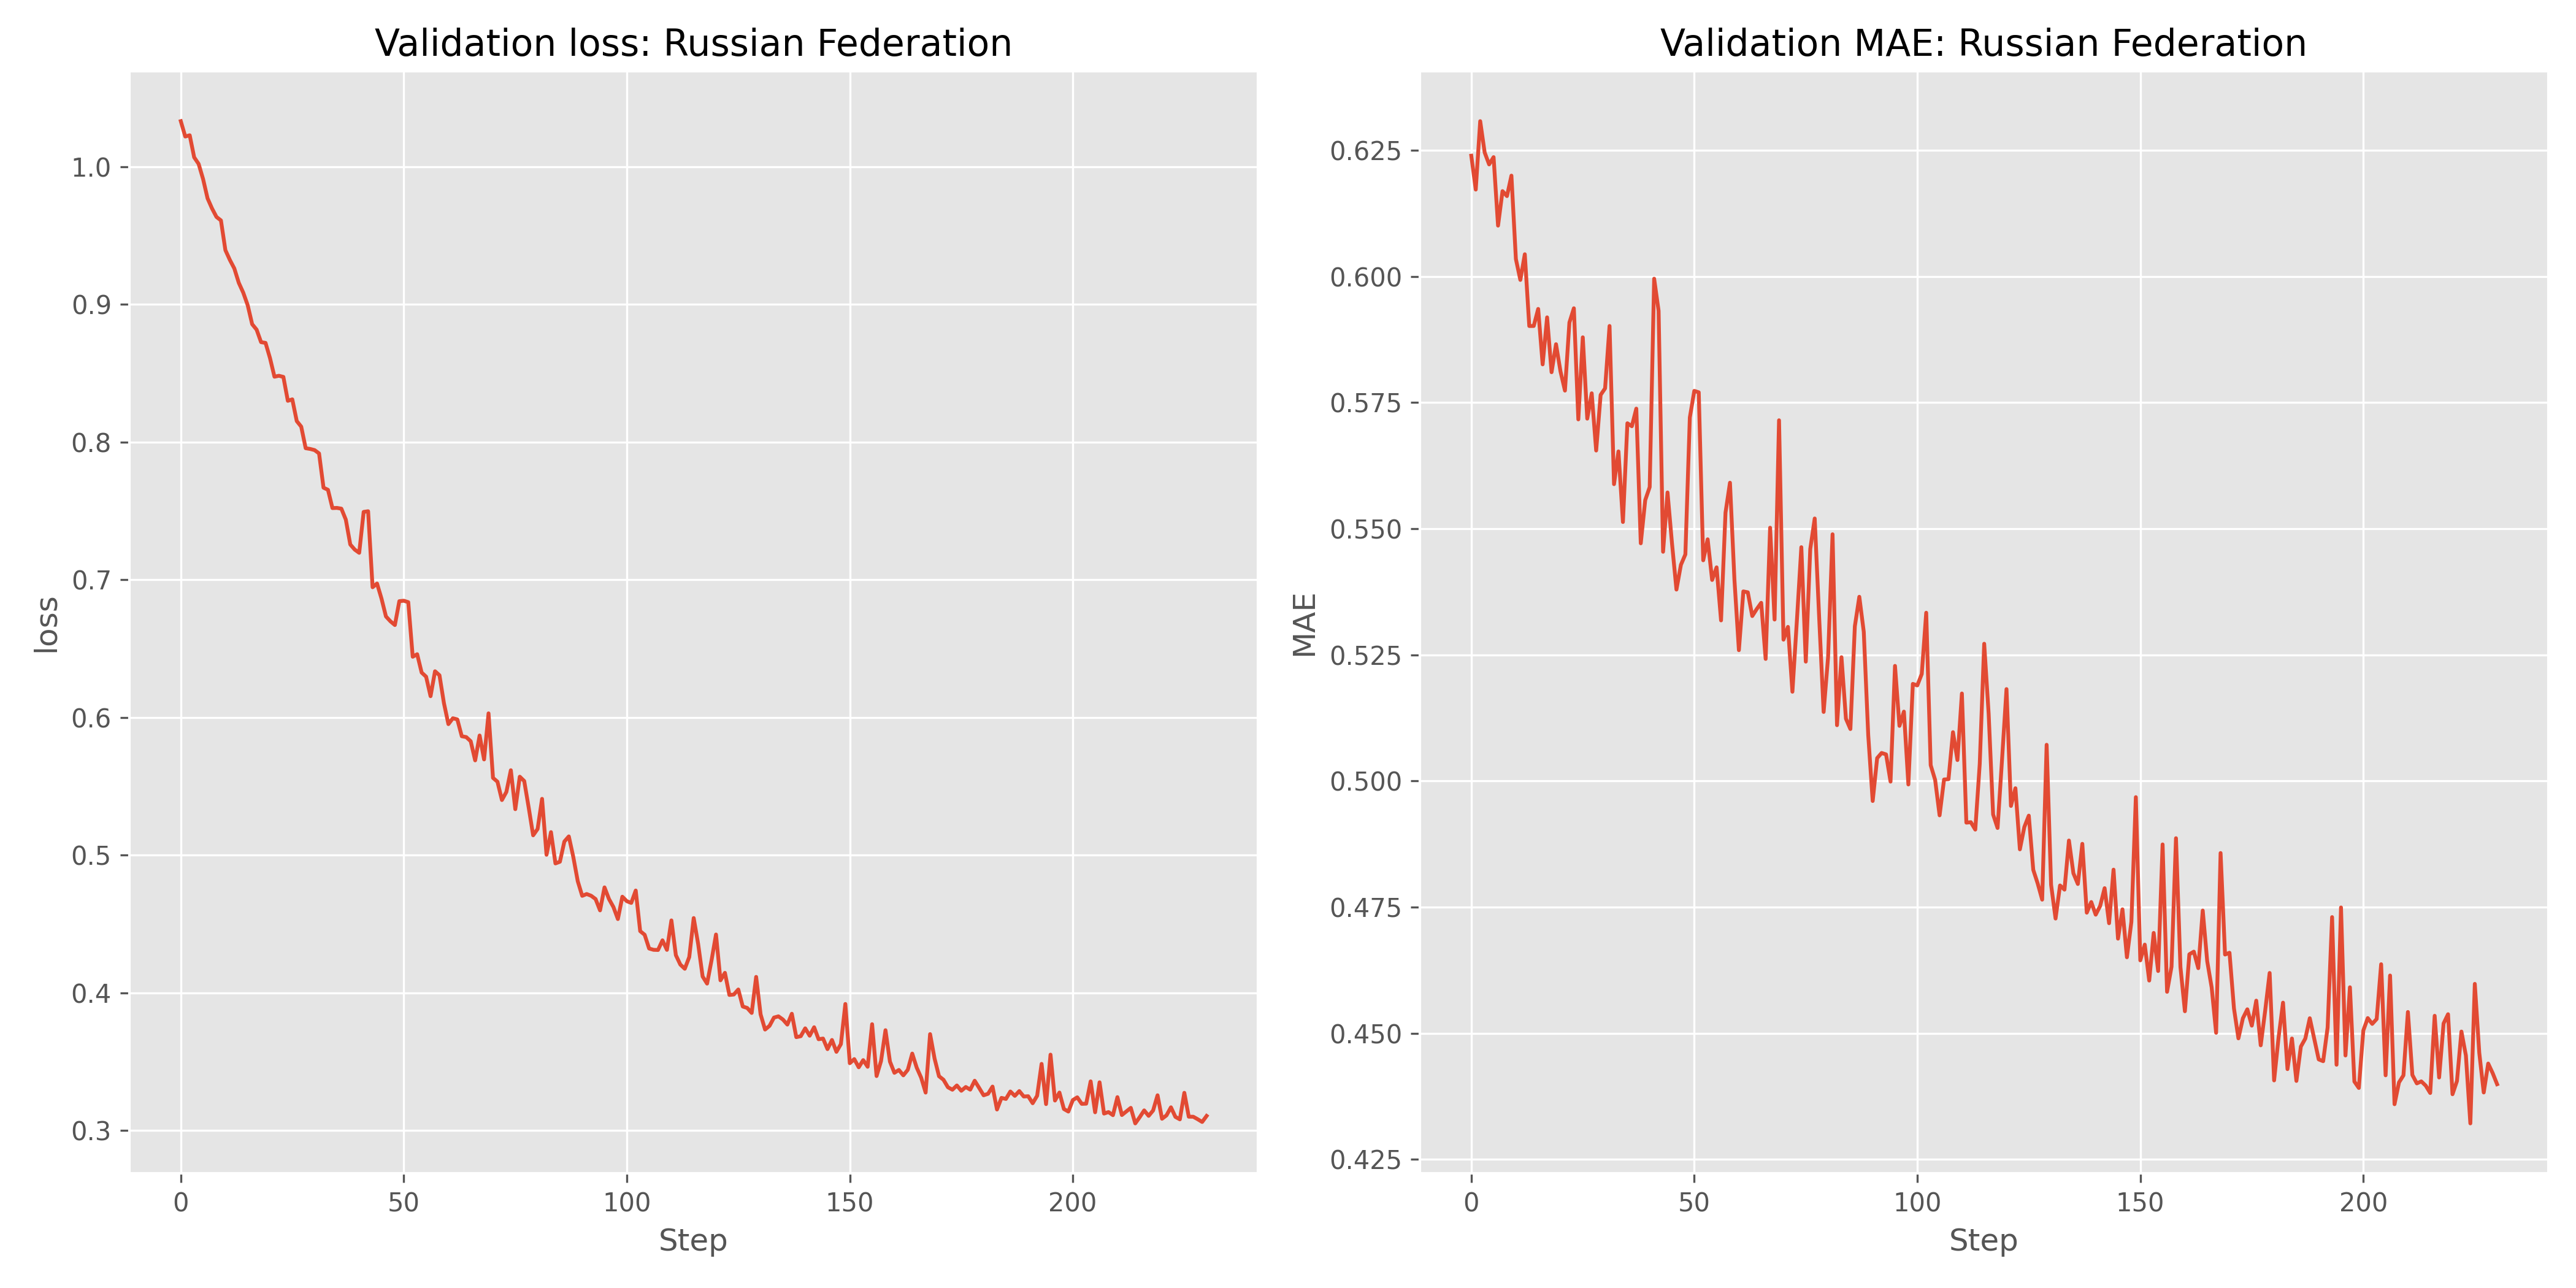 Validation loss: Russian Federation
1.0
0.9
0.8
0.7
0.6
0.5
0.4
0.3
loss
0 50 100 150 200
Step
Validation MAE: Russian Federation
0.625
0.600
0.575
0.550
0.525
0.500
0.475
0.450
0.425
MAE
0 50 100 150 200
Step